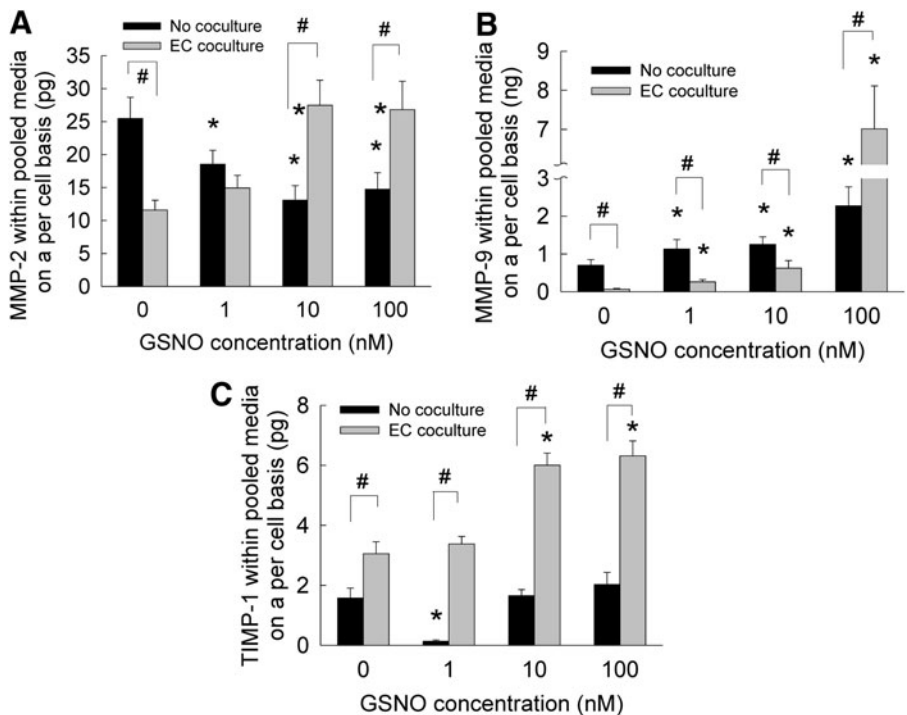 A
No coculture
EC coculture
MMP-2 within pooled media
on a per cell basis (pg)
35
30
25
20
15
10
5
0
#
*
#
*
*
#
*
*
0 1 10 100
GSNO concentration (nM)
B
No coculture
EC coculture
MMP-9 within pooled media
on a per cell basis (ng)
9
8
7
3
2
1
0
#
#
*
*
#
*
*
#
*
*
0 1 10 100
GSNO concentration (nM)
C
No coculture
EC coculture
TIMP-1 within pooled media
on a per cell basis (pg)
8
6
4
2
0
#
#
*
#
*
#
*
0 1 10 100
GSNO concentration (nM)